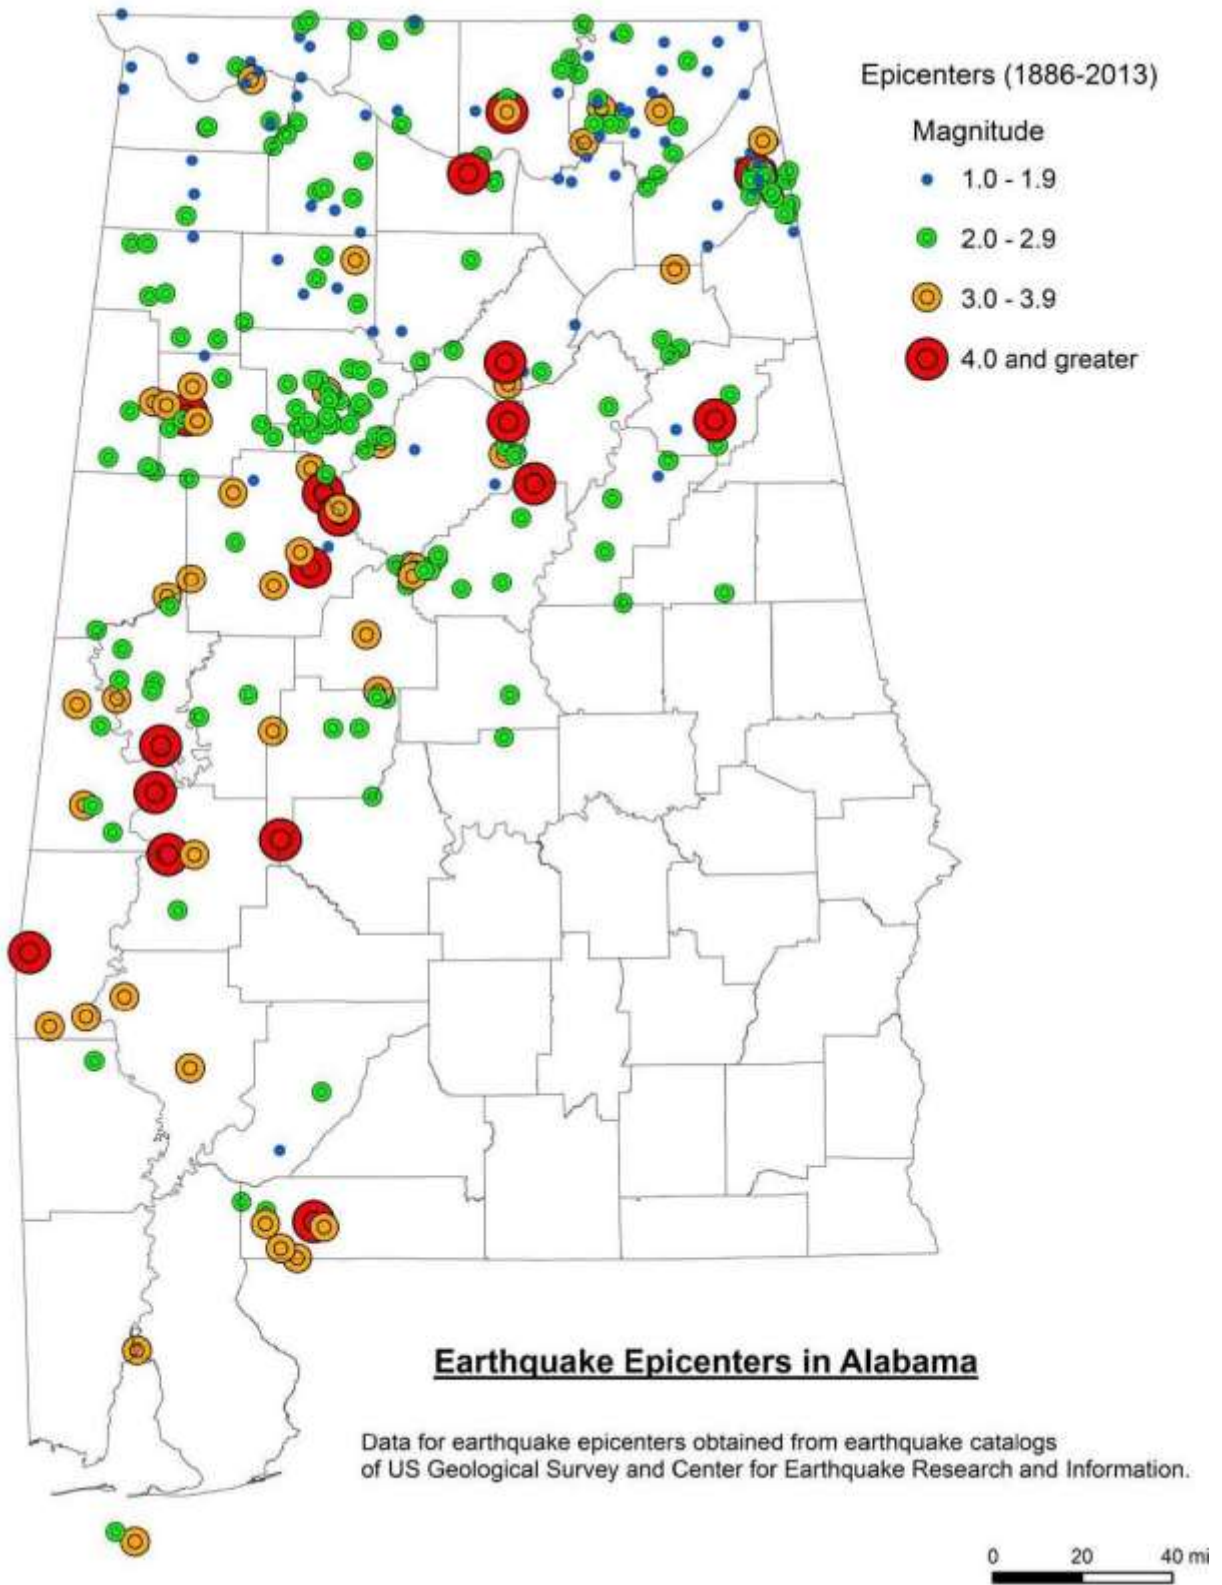 Epicenters (1886-2013)
Magnitude
1.0 - 1.9
2.0 - 2.9
3.0 - 3.9
4.0 and greater
Earthquake Epicenters in Alabama
Data for earthquake epicenters obtained from earthquake catalogs
of US Geological Survey and Center for Earthquake Research and Information.
0 20 40 mi